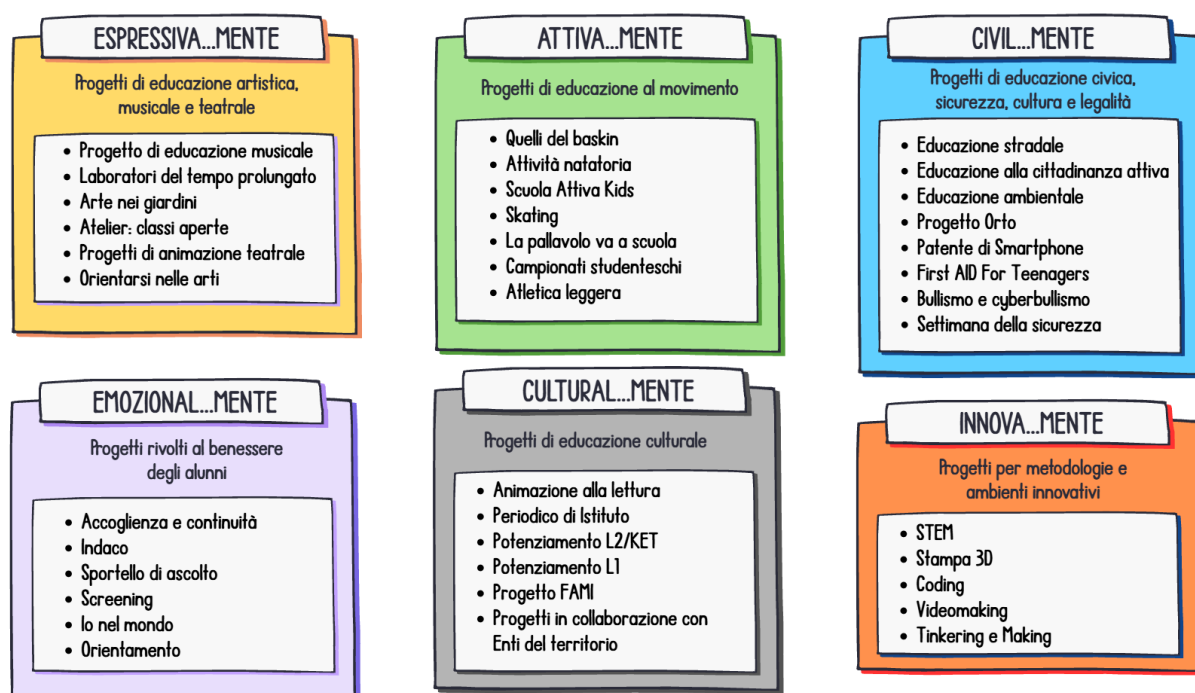 ESPRESSIVA...MENTE
Progetti di educazione artistica,
musicale e teatrale
• Progetto di educazione musicale
• Laboratori del tempo prolungato
• Arte nei giardini
• Atelier: classi aperte
• Progetti di animazione teatrale
• Orientarsi nelle arti
ATTIVA...MENTE
Progetti di educazione al movimento
• Quelli del baskin
• Attività natatoria
• Scuola Attiva Kids
• Skating
• La pallavolo va a scuola
• Campionati studenteschi
• Atletica leggera
CIVIL...MENTE
Progetti di educazione civica,
sicurezza, cultura e legalità
• Educazione stradale
• Educazione alla cittadinanza attiva
• Educazione ambientale
• Progetto Orto
• Patente di Smartphone
• First AID For Teenagers
• Bullismo e cyberbullismo
• Settimana della sicurezza
EMOZIONAL...MENTE
Progetti rivolti al benessere
degli alunni
• Accoglienza e continuità
• Indaco
• Sportello di ascolto
• Screening
• Io nel mondo
• Orientamento
CULTURAL...MENTE
Progetti di educazione culturale
• Animazione alla lettura
• Periodico di Istituto
• Potenziamento L2/KET
• Potenziamento L1
• Progetto FAMI
• Progetti in collaborazione con
Enti del territorio
INNOVA...MENTE
Progetti per metodologie e
ambienti innovativi
• STEM
• Stampa 3D
• Coding
• Videomaking
• Tinkering e Making